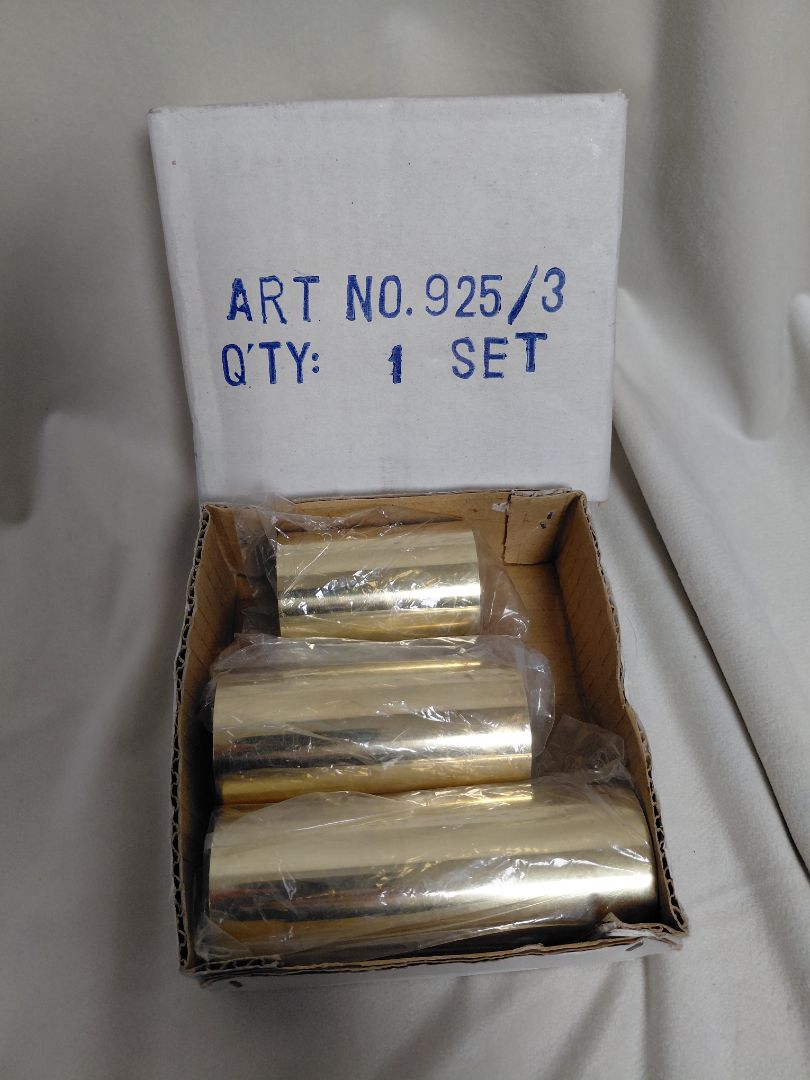 ART NO. 925/3
Q'TY: 1 SET